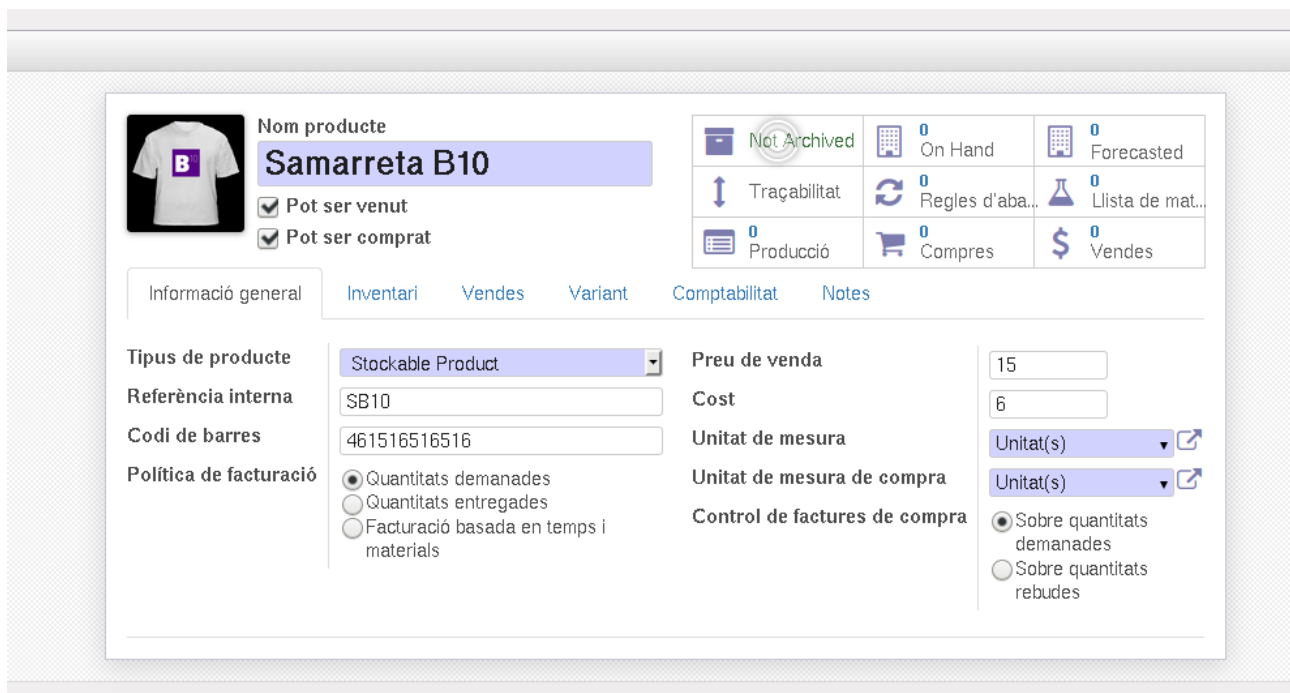 B10
Nom producte
Samarreta B10
Pot ser venut
Pot ser comprat
Not Archived
0
On Hand
0
Forecasted
Traçabilitat
0
Regles d'aba...
0
Llista de mat...
0
Producció
0
Compres
0
Vendes
Informació general Inventari Vendes Variant Comptabilitat Notes
Tipus de producte Stockable Product
Referència interna SB10
Codi de barres 461516516516
Política de facturació Quantitats demanades
Quantitats entregades
Facturació basada en temps i
materials
Preu de venda 15
Cost 6
Unitat de mesura Unitat(s)
Unitat de mesura de compra Unitat(s)
Control de factures de compra Sobre quantitats
demanades
Sobre quantitats
rebudes